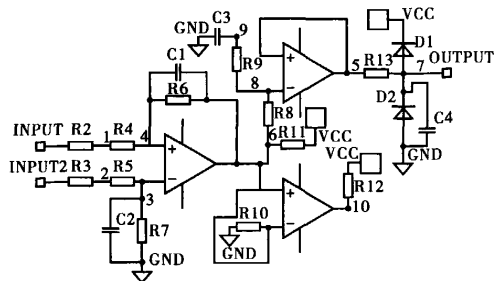 C3
9
GND
VCC
D1
C1
R9
R6
8
5
R13
7
OUTPUT
R8
D2
C4
INPUT
R2
1
R4
4
6
R11
VCC
GND
INPUT2
R3
2
R5
3
VCC
R12
C2
R7
R10
10
GND
GND